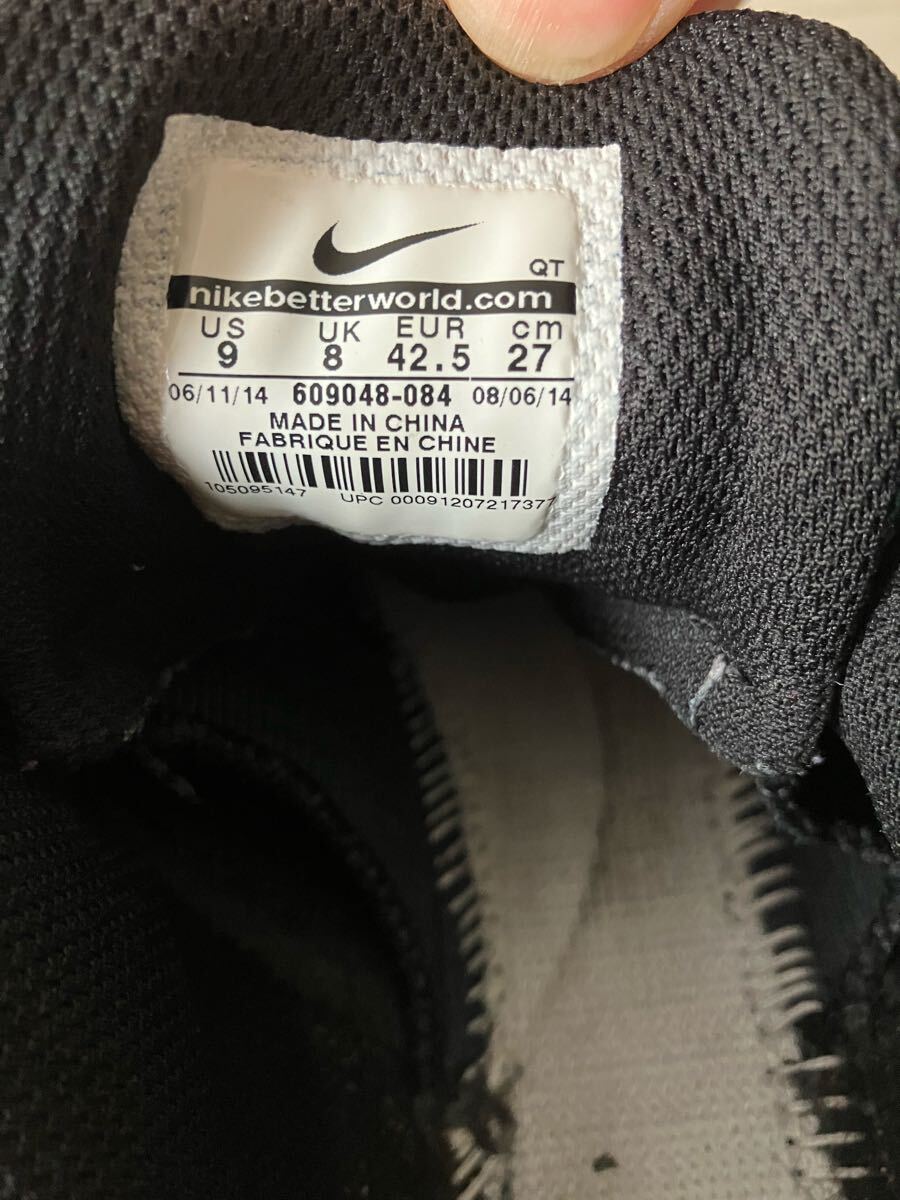 QT
nikebetterworld.com
US UK EUR cm
9 8 42.5 27
06/11/14 609048-084 08/06/14
MADE IN CHINA
FABRIQUE EN CHINE
105095147 UPC 00091207217377